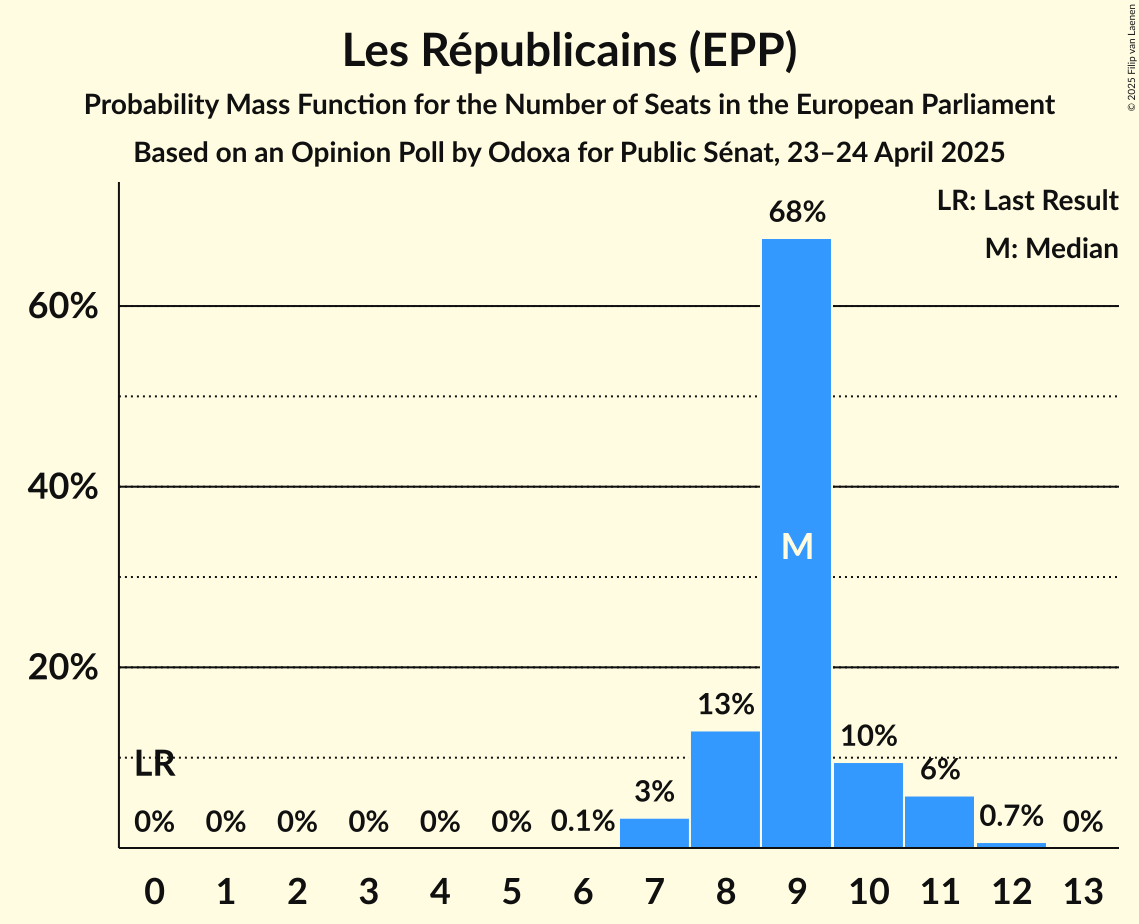 Les Républicains (EPP)
Probability Mass Function for the Number of Seats in the European Parliament
Based on an Opinion Poll by Odoxa for Public Sénat, 23–24 April 2025
© 2025 Filip van Laenen
LR: Last Result
M: Median
68%
60%
40%
M
20%
13%
10%
LR
6%
3%
0% 0% 0% 0% 0% 0% 0.1% 0.7% 0%
0 1 2 3 4 5 6 7 8 9 10 11 12 13